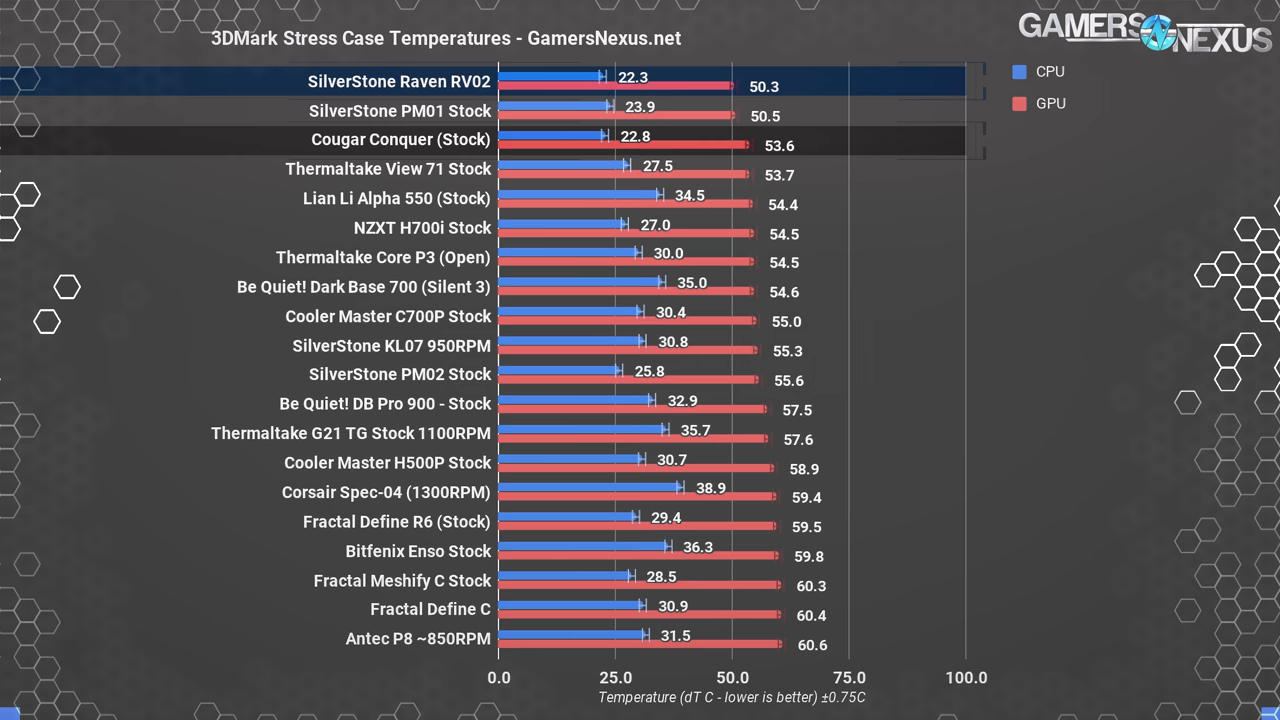 3DMark Stress Case Temperatures - GamersNexus.net
GAMERS
NEXUS
CPU
GPU
SilverStone Raven RV02 22.3 50.3
SilverStone PM01 Stock 23.9 50.5
Cougar Conquer (Stock) 22.8 53.6
Thermaltake View 71 Stock 27.5 53.7
Lian Li Alpha 550 (Stock) 34.5 54.4
NZXT H700i Stock 27.0 54.5
Thermaltake Core P3 (Open) 30.0 54.5
Be Quiet! Dark Base 700 (Silent 3) 35.0 54.6
Cooler Master C700P Stock 30.4 55.0
SilverStone KL07 950RPM 30.8 55.3
SilverStone PM02 Stock 25.8 55.6
Be Quiet! DB Pro 900 - Stock 32.9 57.5
Thermaltake G21 TG Stock 1100RPM 35.7 57.6
Cooler Master H500P Stock 30.7 58.9
Corsair Spec-04 (1300RPM) 38.9 59.4
Fractal Define R6 (Stock) 29.4 59.5
Bitfenix Enso Stock 36.3 59.8
Fractal Meshify C Stock 28.5 60.3
Fractal Define C 30.9 60.4
Antec P8 ~850RPM 31.5 60.6
0.0 25.0 50.0 75.0 100.0
Temperature (dT C - lower is better) ±0.75C